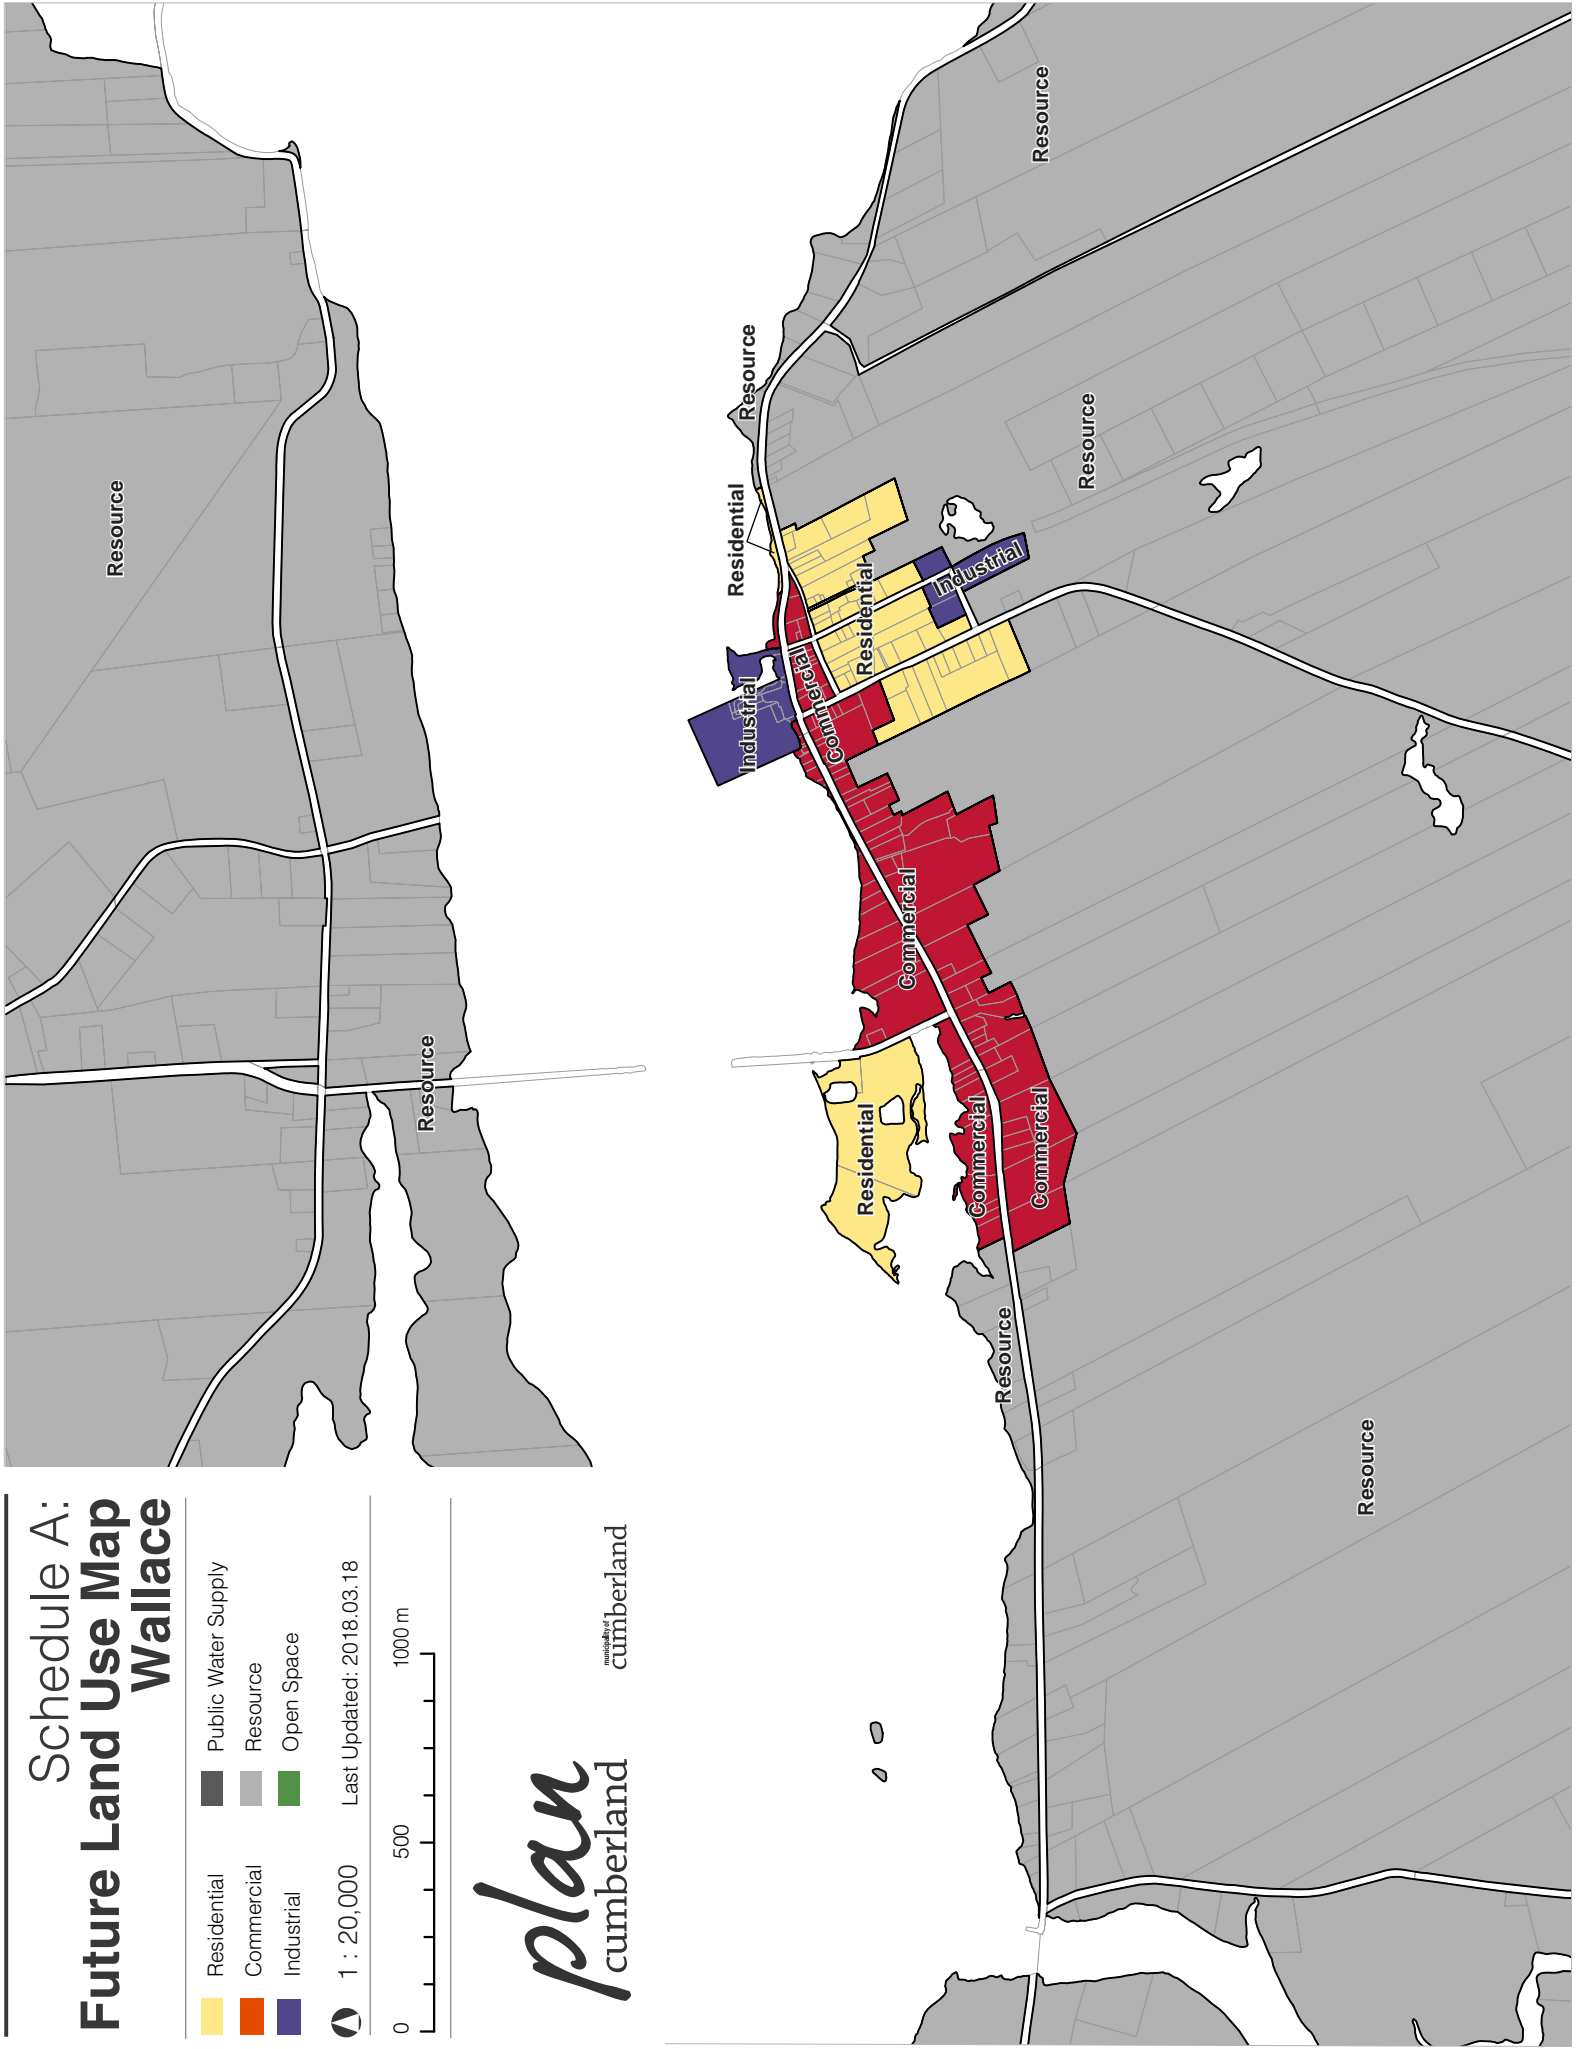 Schedule A:
Future Land Use Map
Wallace
Residential
Commercial
Industrial
Public Water Supply
Resource
Open Space
1 : 20,000
Last Updated: 2018.03.18
0
500
1000 m
plan
cumberland
municipality of
cumberland
Resource
Resource
Resource
Resource
Resource
Residential
Residential
Industrial
Industrial
Commercial
Commercial
Residential
Commercial
Commercial
Resource
Resource